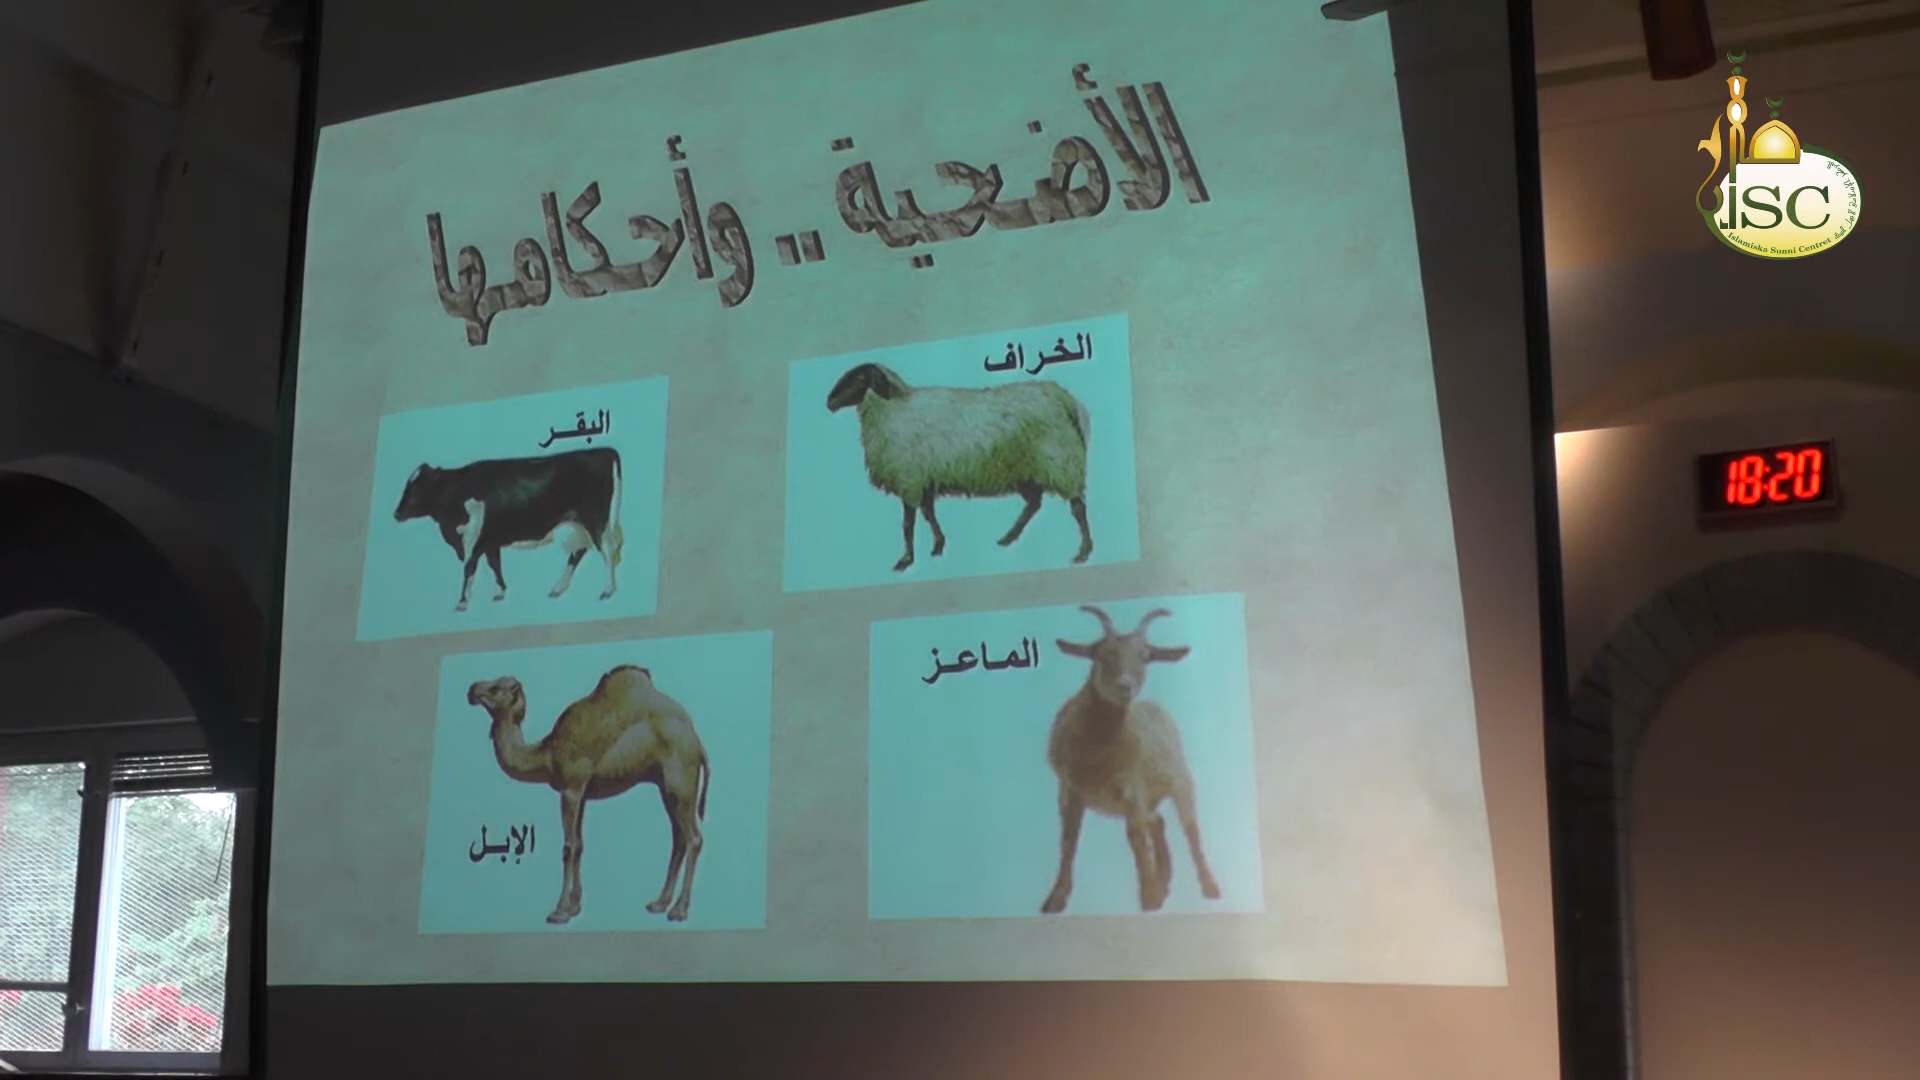 الأضحية .. وأحكامها
الخراف
البقر
الماعز
الإبل
iSC
Islamiska Sunni Centret
18:20